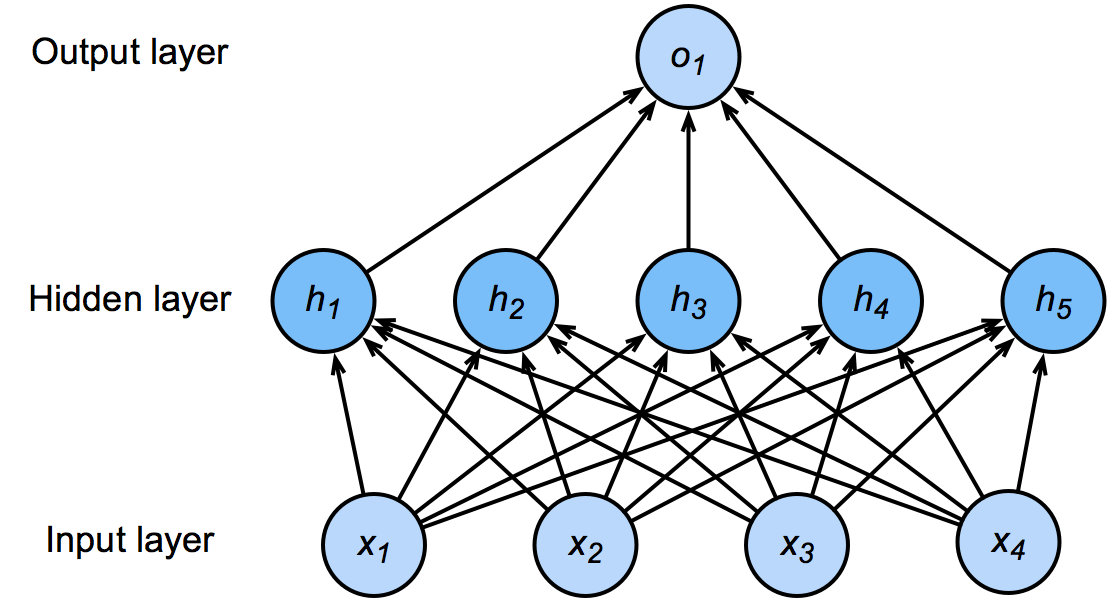 Output layer o₁
Hidden layer h₁ h₂ h₃ h₄ h₅
Input layer x₁ x₂ x₃ x₄